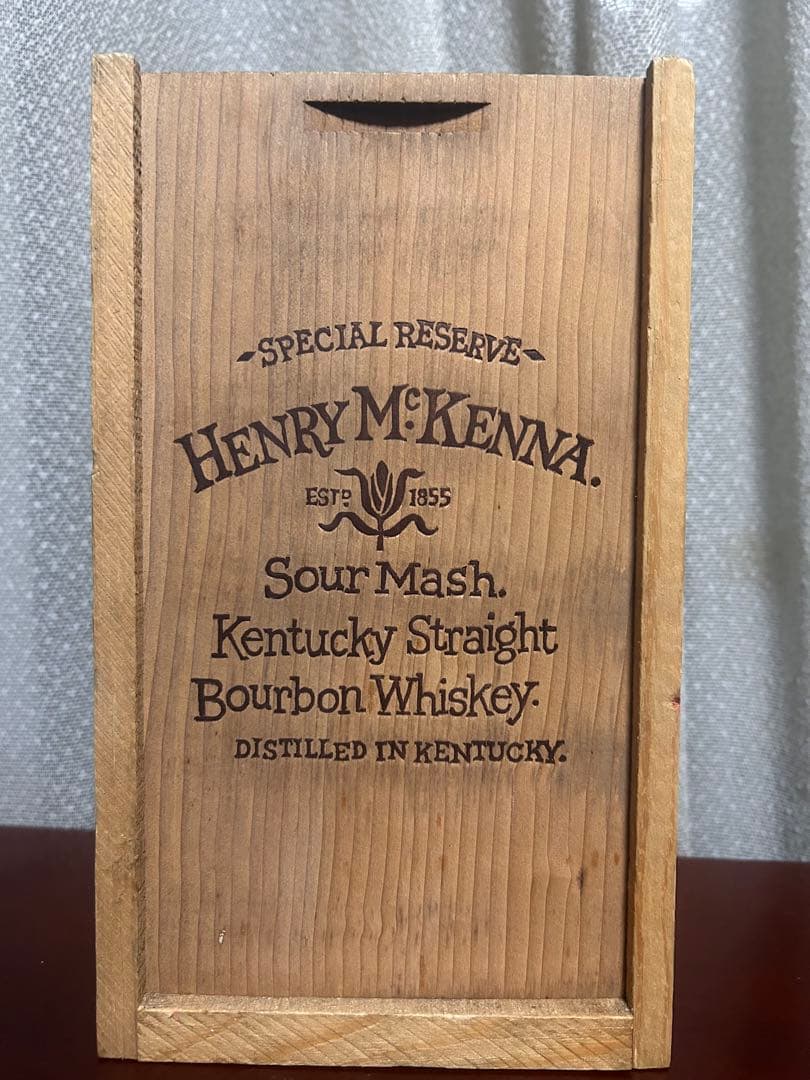 SPECIAL RESERVE
HENRY McKENNA.
ESTD 1855
Sour Mash.
Kentucky Straight
Bourbon Whiskey.
DISTILLED IN KENTUCKY.